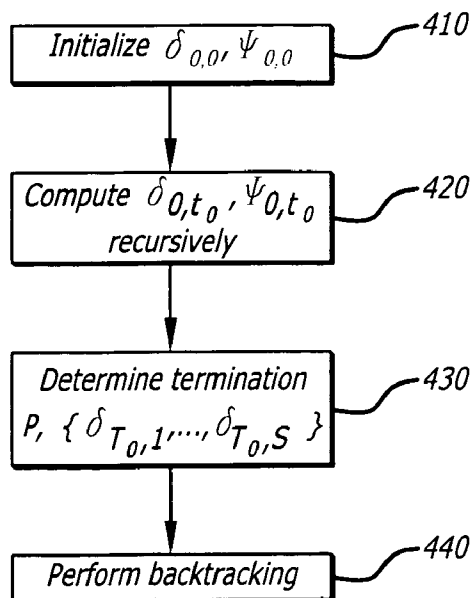 410
Initialize δ0,0, Ψ0,0
420
Compute δ0,t0, Ψ0,t0
recursively
430
Determine termination
P, { δT0,1,..., δT0,S }
440
Perform backtracking